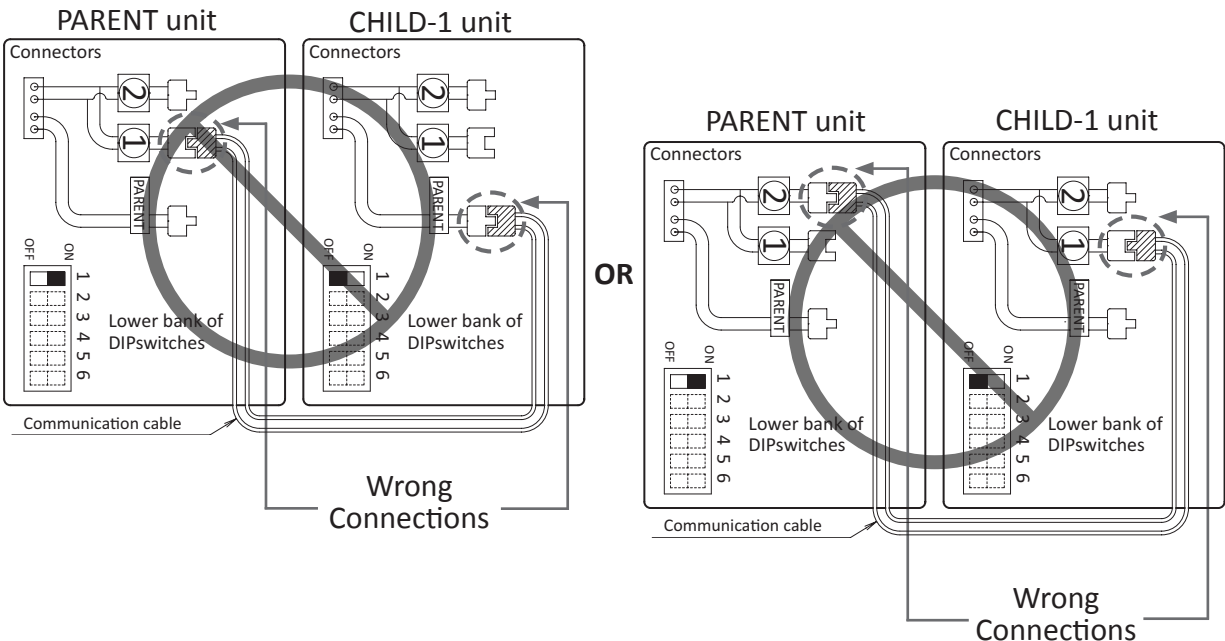 PARENT unit
CHILD-1 unit
Connectors
Connectors
2
2
1
1
PARENT
PARENT
OFF
ON
OFF
ON
1
2
3
4
5
6
1
2
3
4
5
6
Lower bank of
DIPswitches
Lower bank of
DIPswitches
Communication cable
Wrong
Connections
OR
PARENT unit
CHILD-1 unit
Connectors
Connectors
2
2
1
1
PARENT
PARENT
OFF
ON
OFF
ON
1
2
3
4
5
6
1
2
3
4
5
6
Lower bank of
DIPswitches
Lower bank of
DIPswitches
Communication cable
Wrong
Connections